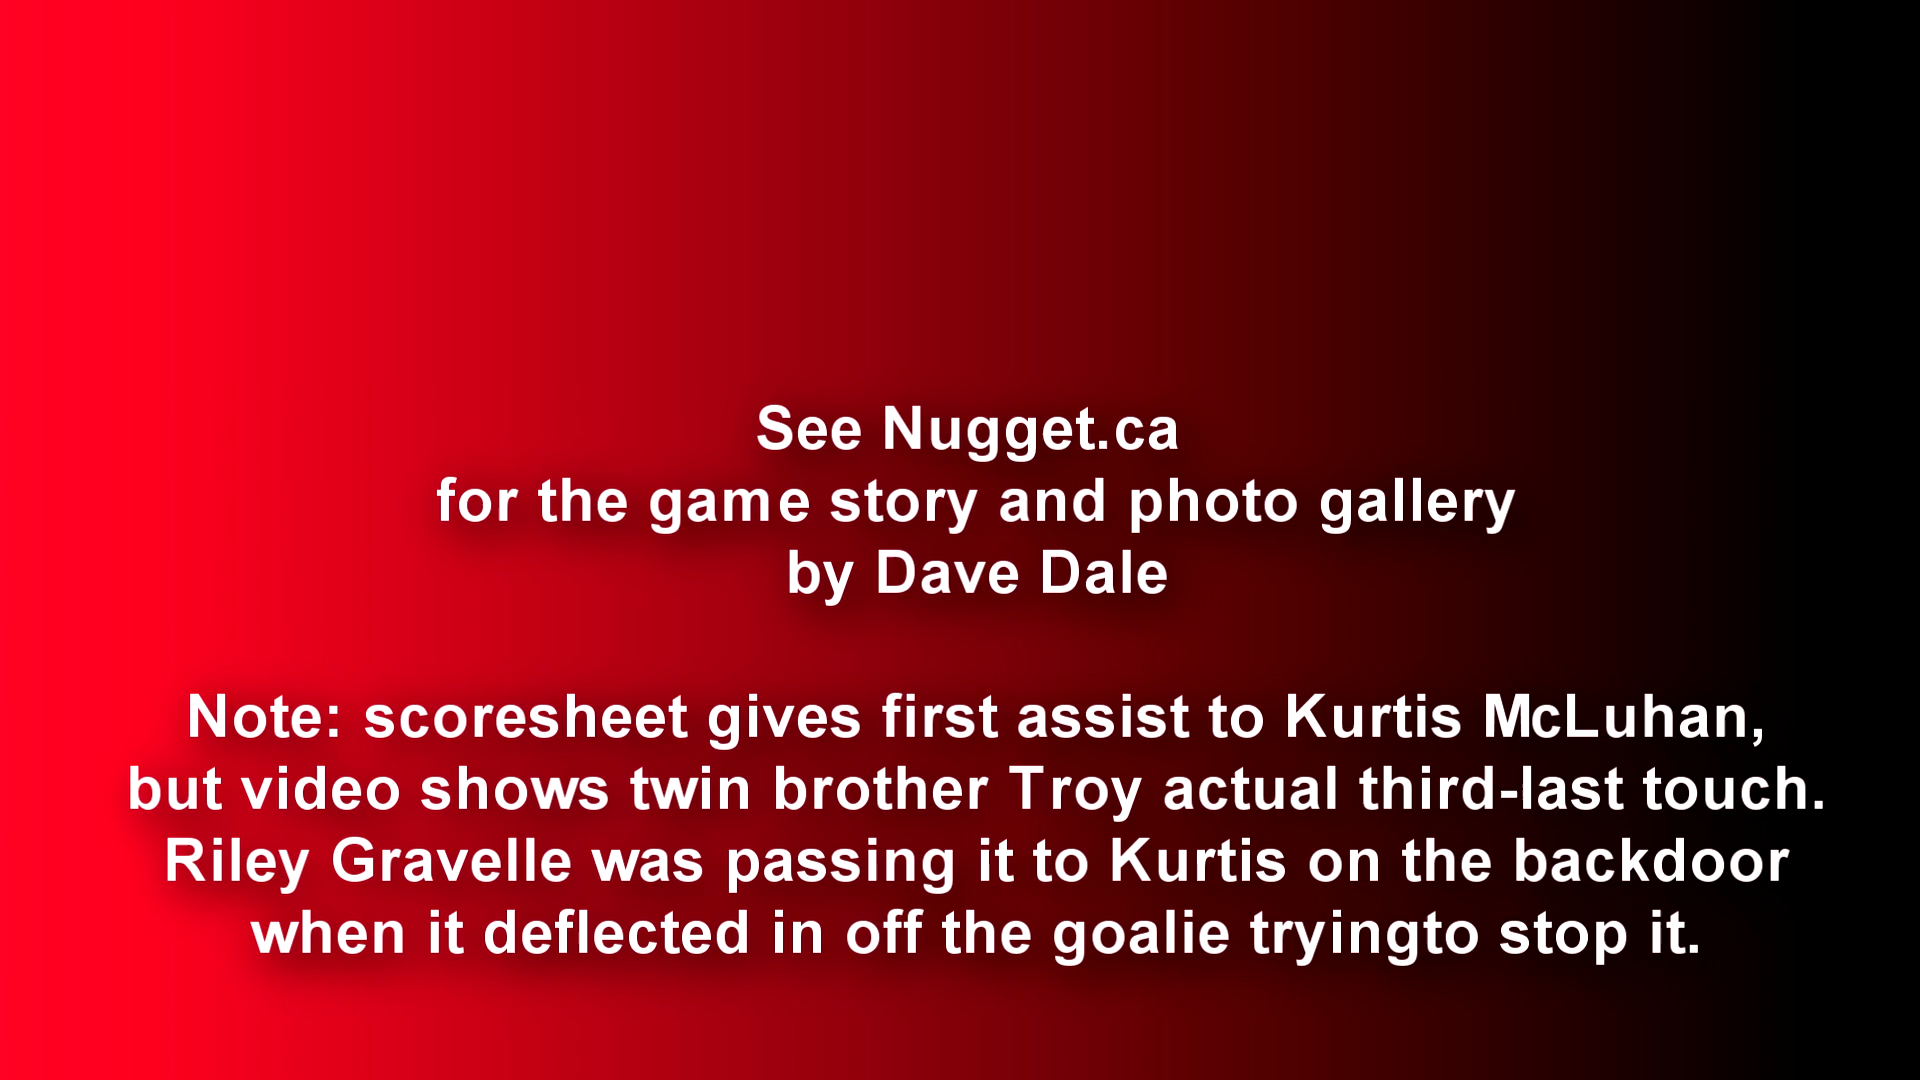 See Nugget.ca
for the game story and photo gallery
by Dave Dale
Note: scoresheet gives first assist to Kurtis McLuhan,
but video shows twin brother Troy actual third-last touch.
Riley Gravelle was passing it to Kurtis on the backdoor
when it deflected in off the goalie tryingto stop it.